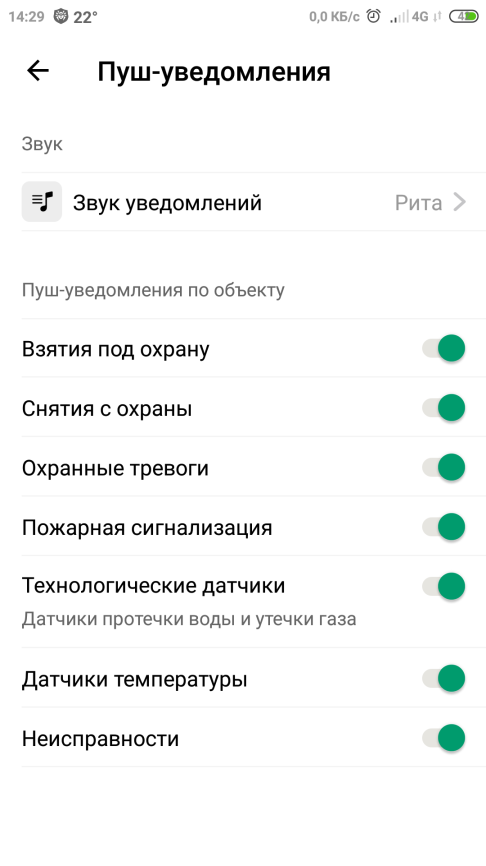 14:29 22° 0,0 КБ/с 4G
Пуш-уведомления
Звук
Звук уведомлений Рита
Пуш-уведомления по объекту
Взятия под охрану
Снятия с охраны
Охранные тревоги
Пожарная сигнализация
Технологические датчики
Датчики протечки воды и утечки газа
Датчики температуры
Неисправности